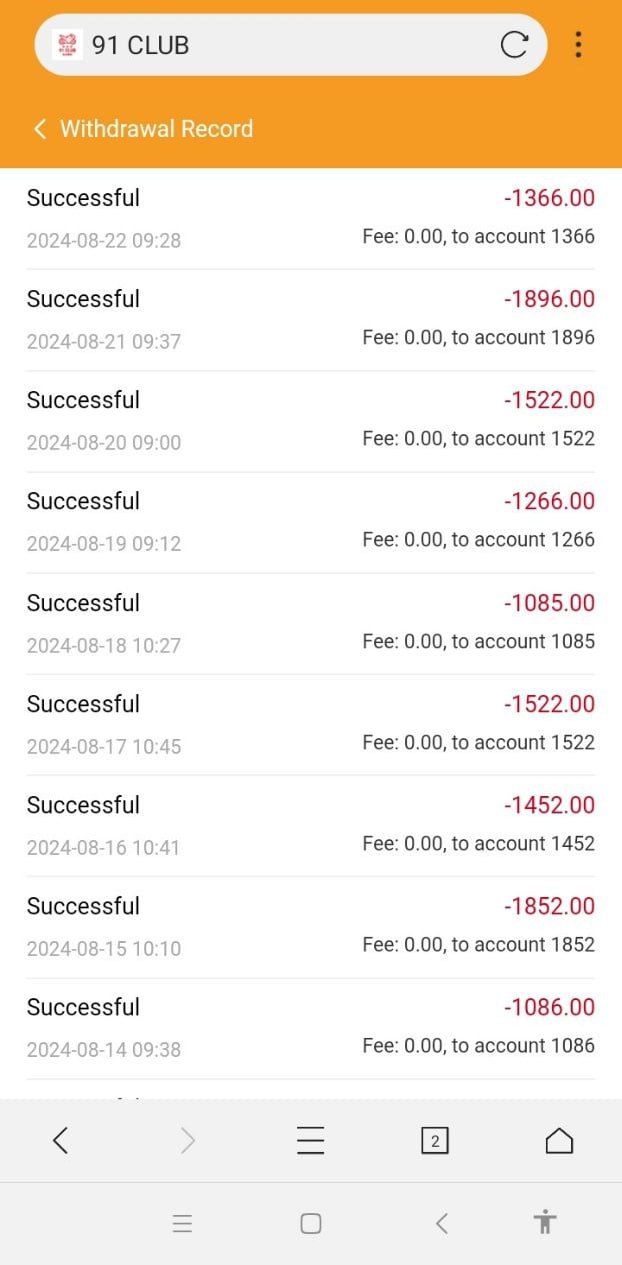 91 CLUB
Withdrawal Record
Successful -1366.00
2024-08-22 09:28 Fee: 0.00, to account 1366
Successful -1896.00
2024-08-21 09:37 Fee: 0.00, to account 1896
Successful -1522.00
2024-08-20 09:00 Fee: 0.00, to account 1522
Successful -1266.00
2024-08-19 09:12 Fee: 0.00, to account 1266
Successful -1085.00
2024-08-18 10:27 Fee: 0.00, to account 1085
Successful -1522.00
2024-08-17 10:45 Fee: 0.00, to account 1522
Successful -1452.00
2024-08-16 10:41 Fee: 0.00, to account 1452
Successful -1852.00
2024-08-15 10:10 Fee: 0.00, to account 1852
Successful -1086.00
2024-08-14 09:38 Fee: 0.00, to account 1086
2